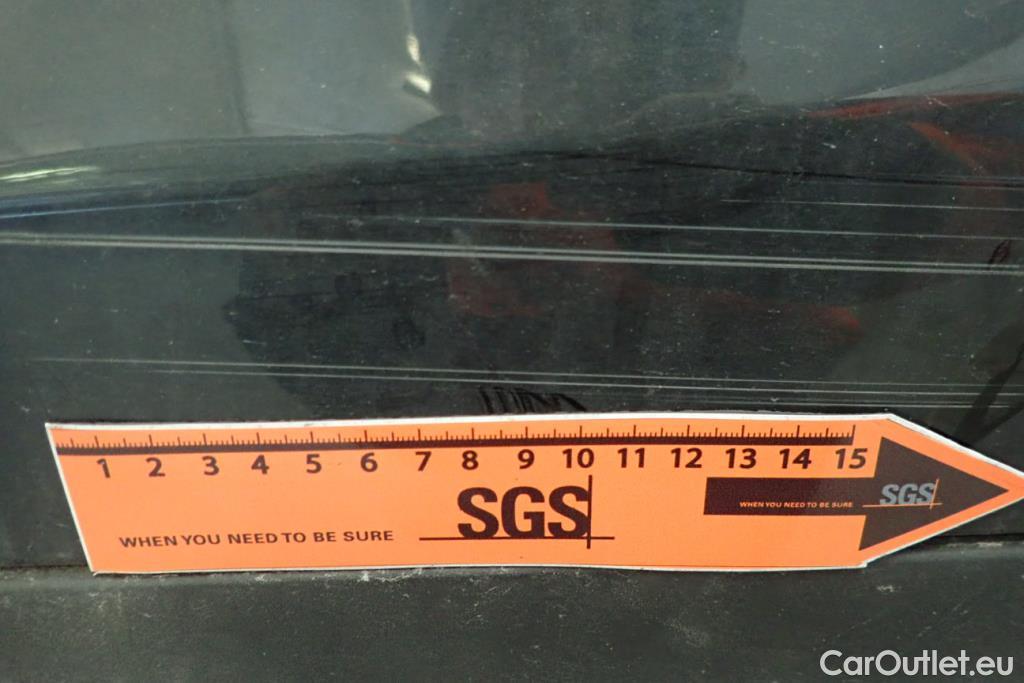 1 2 3 4 5 6 7 8 9 10 11 12 13 14 15
WHEN YOU NEED TO BE SURE
SGS
WHEN YOU NEED TO BE SURE
SGS
CarOutlet.eu